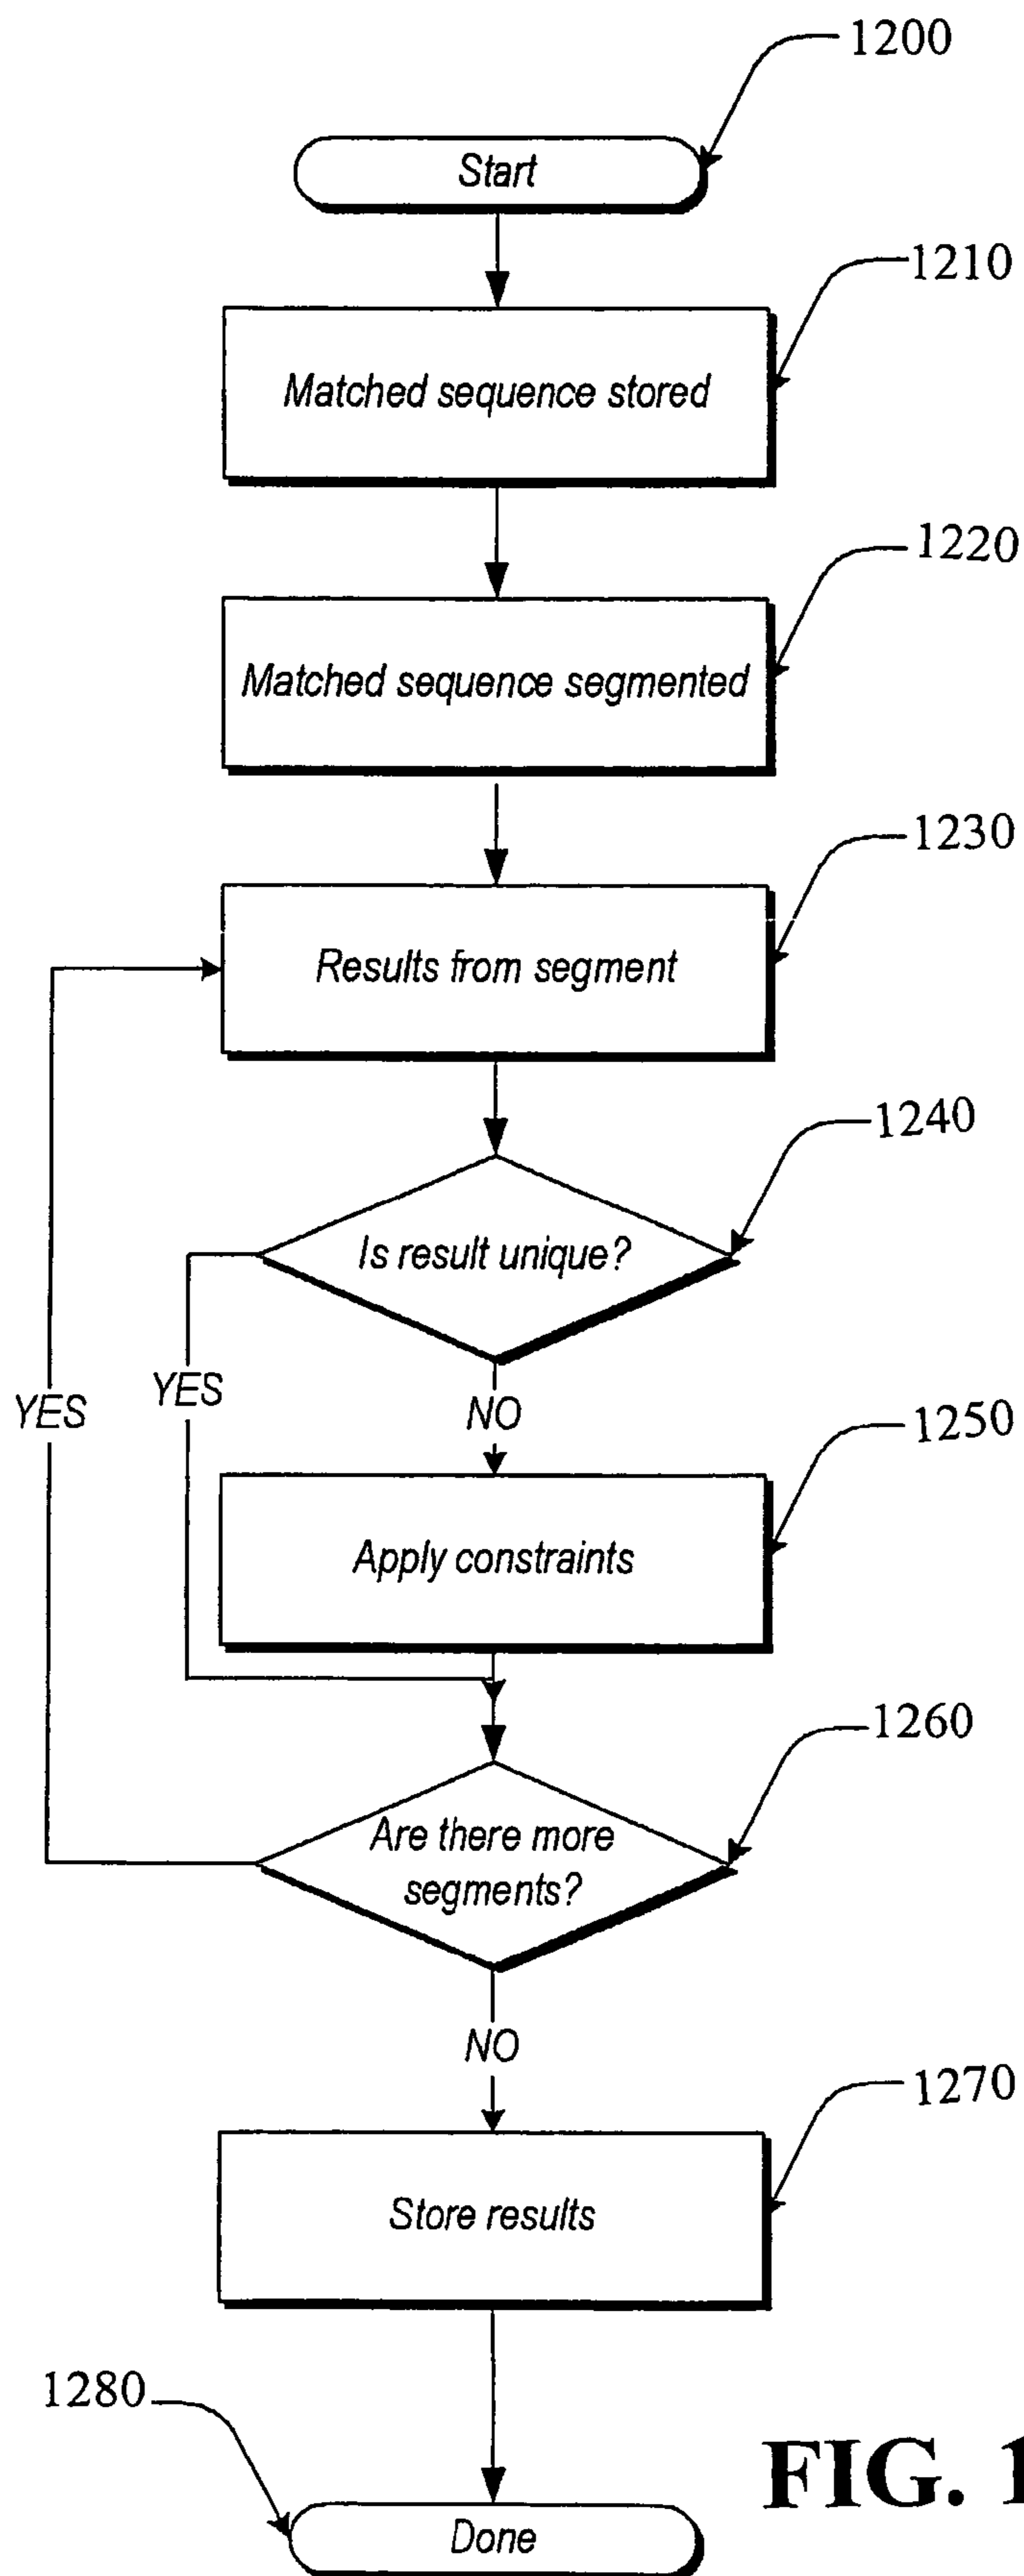 1200
Start
1210
Matched sequence stored
1220
Matched sequence segmented
1230
Results from segment
1240
Is result unique?
YES
YES
NO
1250
Apply constraints
1260
Are there more
segments?
NO
1270
Store results
1280
FIG. 1
Done